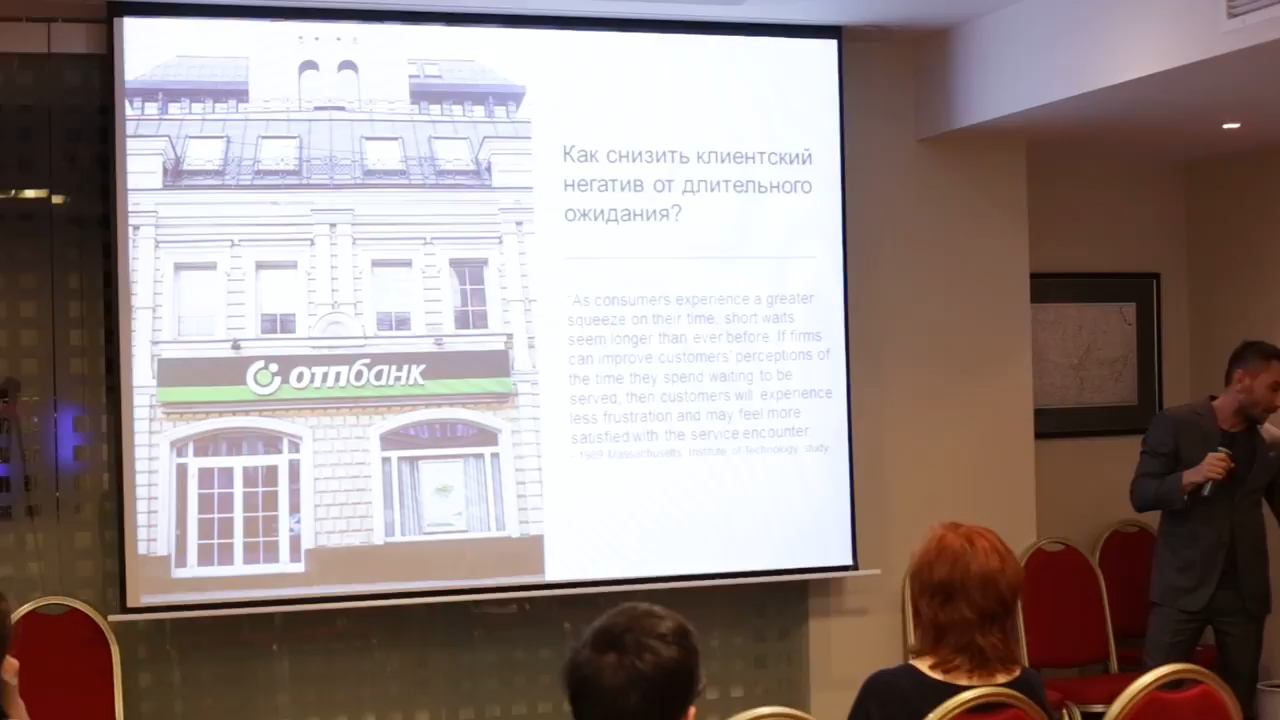 Как снизить клиентский
негатив от длительного
ожидания?
отпбанк
As consumers experience a greater
squeeze on their time, short waits
seem longer than ever before. If firms
can improve customers' perceptions of
the time they spend waiting to be
served, then customers will experience
less frustration and may feel more
satisfied with the service encounter.
- 1989 Massachusetts Institute of Technology study